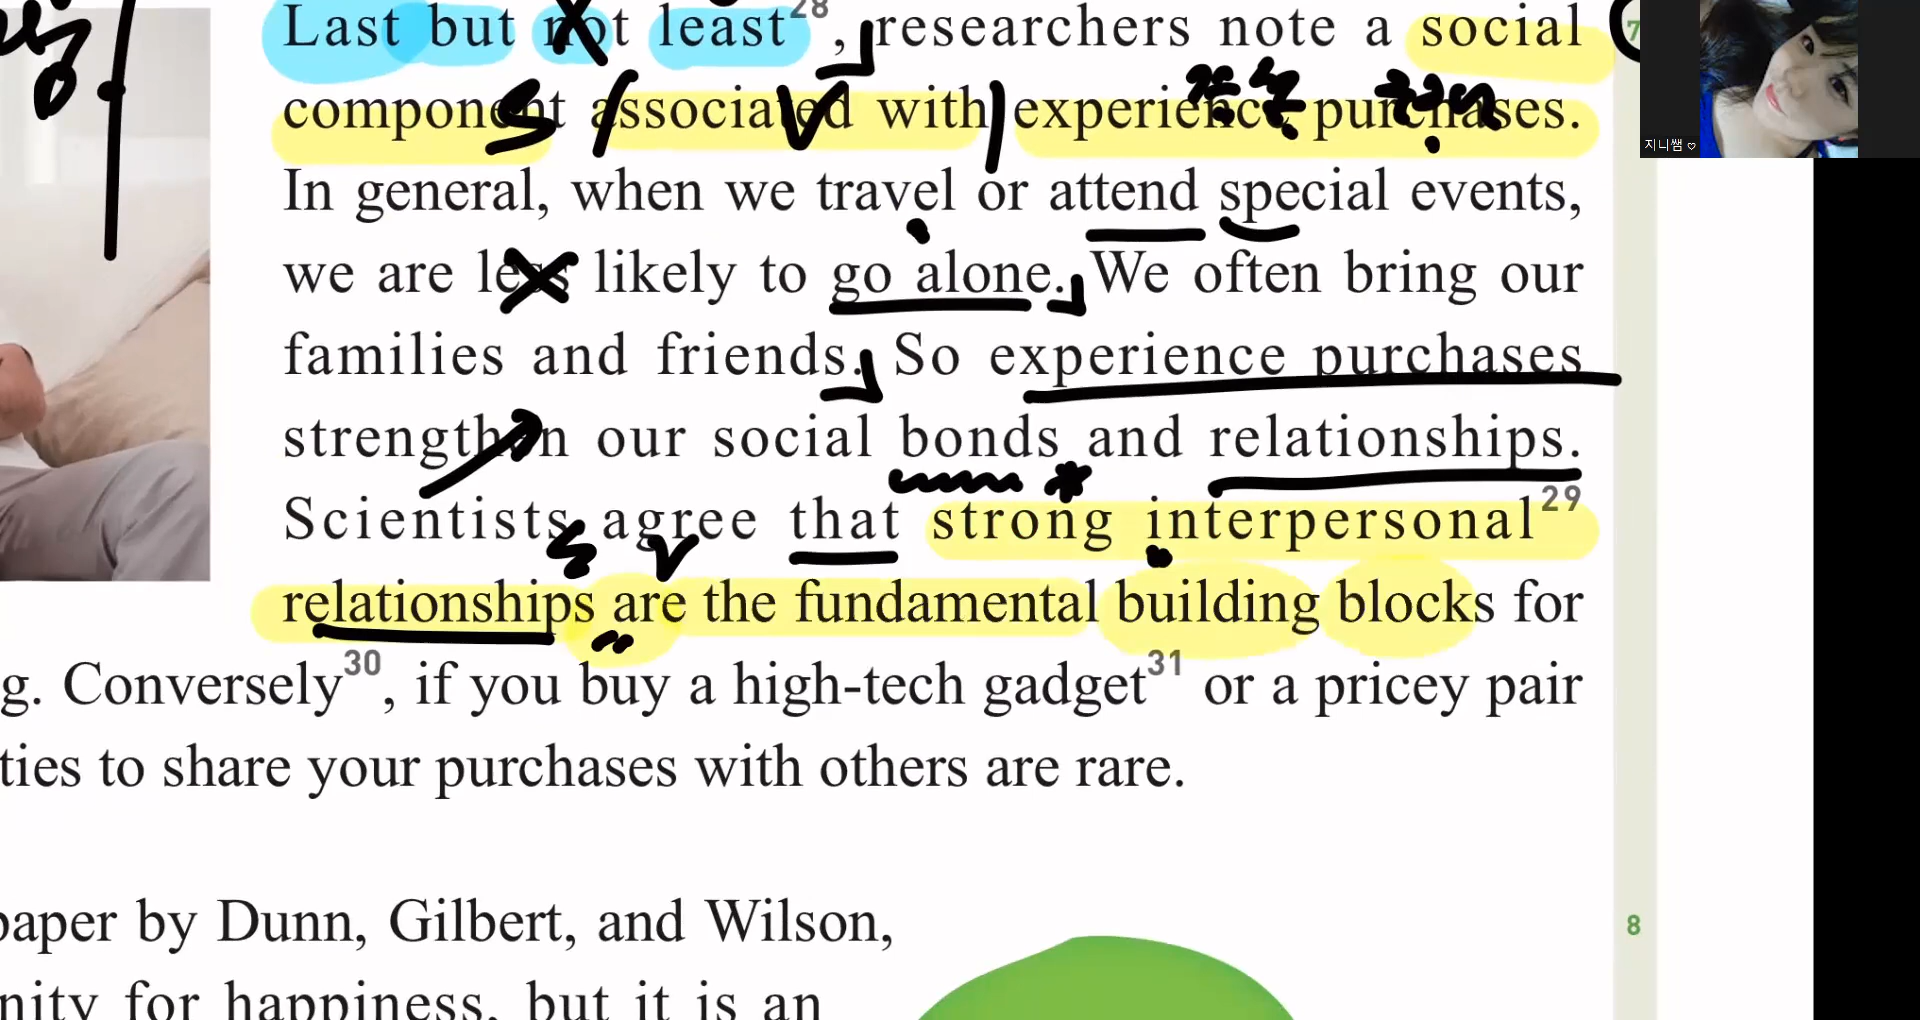 Last but not least28, researchers note a social 7
지니쌤 ♡
component associated with experience purchases.
In general, when we travel or attend special events,
we are less likely to go alone. We often bring our
families and friends. So experience purchases
strengthen our social bonds and relationships.
Scientists agree that strong interpersonal29
relationships are the fundamental building blocks for
g. Conversely30, if you buy a high-tech gadget31 or a pricey pair
ties to share your purchases with others are rare.
paper by Dunn, Gilbert, and Wilson,
8
nity for happiness, but it is an